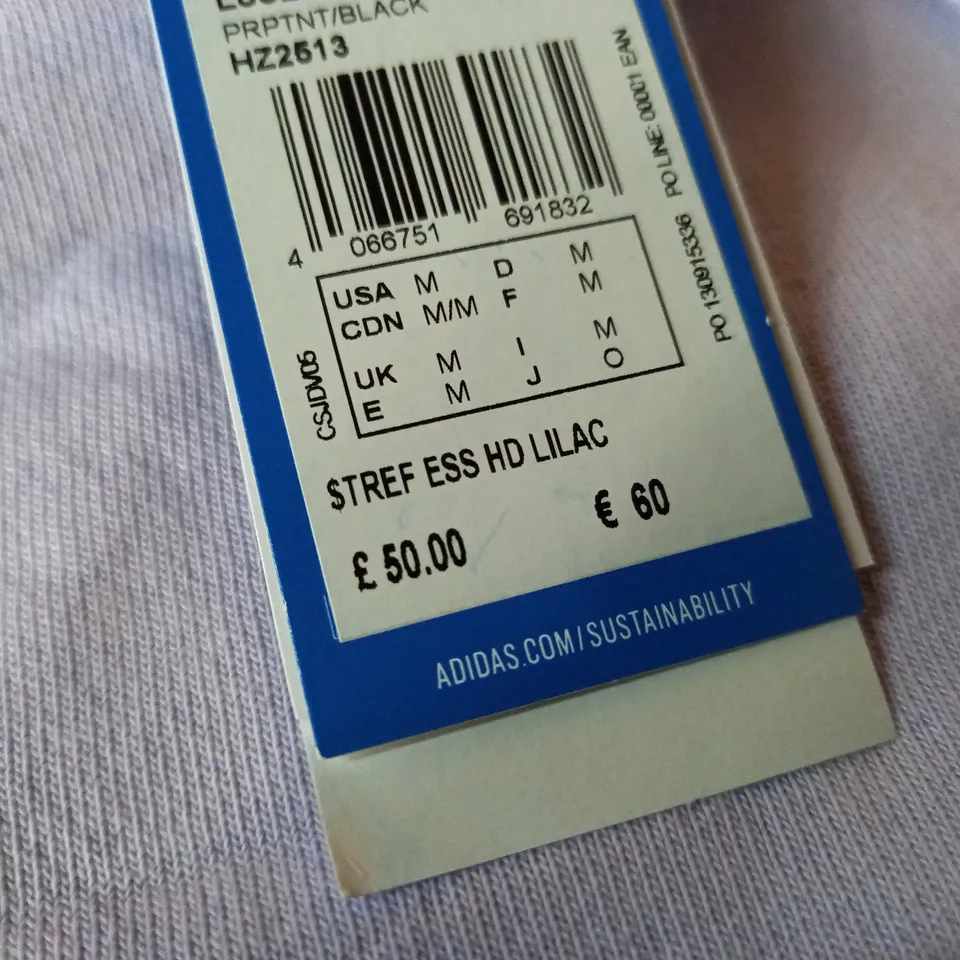 PRPTNT/BLACK
HZ2513
4 066751 691832
USA M D M
CDN M/M F M
UK M I M
E M J O
CSJDV05
PO 130915336 PO LINE: 00001 EAN
$TREF ESS HD LILAC
£ 50.00 € 60
ADIDAS.COM/SUSTAINABILITY